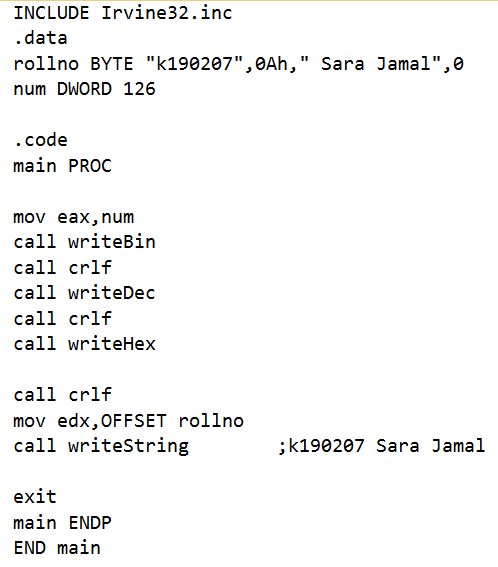 INCLUDE Irvine32.inc
.data
rollno BYTE "k190207",0Ah," Sara Jamal",0
num DWORD 126
.code
main PROC
mov eax,num
call writeBin
call crlf
call writeDec
call crlf
call writeHex
call crlf
mov edx,OFFSET rollno
call writeString ;k190207 Sara Jamal
exit
main ENDP
END main